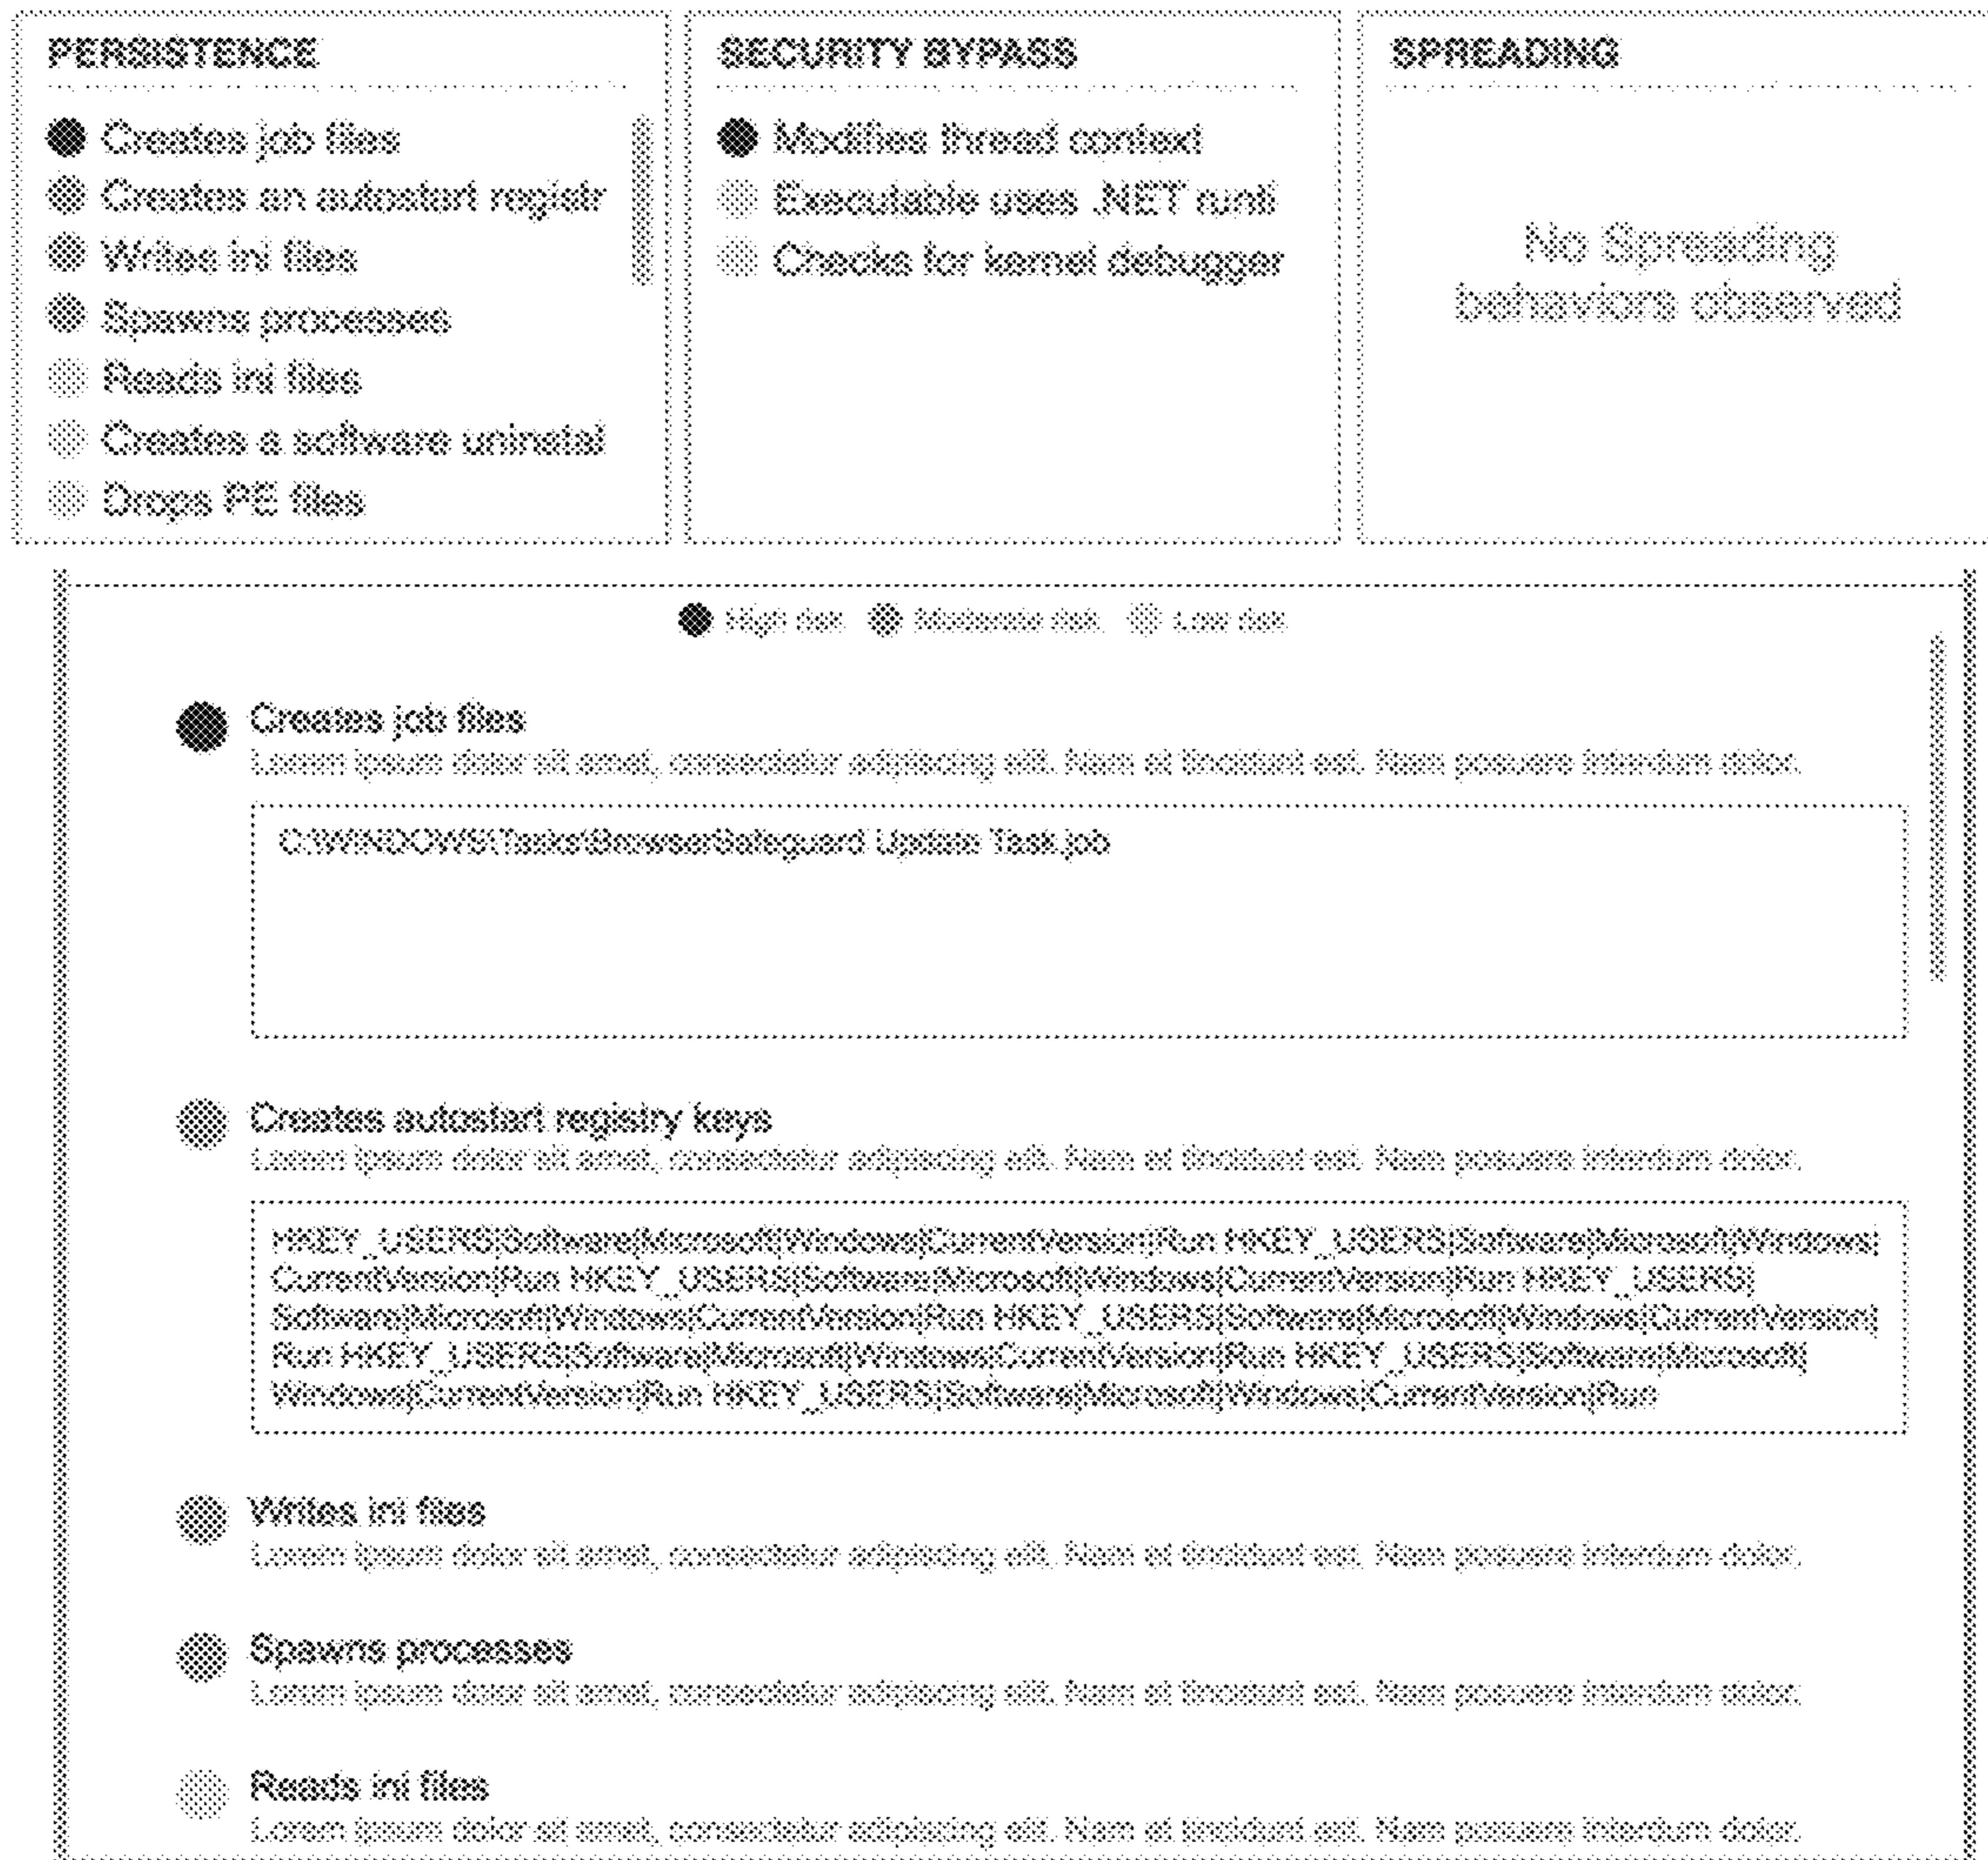 PERSISTENCE
Creates job files
Creates an autostart registr
Writes ini files
Spawns processes
Reads ini files
Creates a software uninstal
Drops PE files
SECURITY BYPASS
Modifies thread context
Executable uses .NET runti
Checks for kernel debugger
SPREADING
No Spreading
behaviors observed
High risk Moderate risk Low risk
Creates job files
Lorem ipsum dolor sit amet, consectetur adipiscing elit. Nam et tincidunt est. Nam posuere interdum dolor.
C:\WINDOWS\Tasks\BrowserSafeguard Update Task.job
Creates autostart registry keys
Lorem ipsum dolor sit amet, consectetur adipiscing elit. Nam et tincidunt est. Nam posuere interdum dolor.
HKEY_USERS|Software|Microsoft|Windows|CurrentVersion|Run HKEY_USERS|Software|Microsoft|Windows|
CurrentVersion|Run HKEY_USERS|Software|Microsoft|Windows|CurrentVersion|Run HKEY_USERS|
Software|Microsoft|Windows|CurrentVersion|Run HKEY_USERS|Software|Microsoft|Windows|CurrentVersion|
Run HKEY_USERS|Software|Microsoft|Windows|CurrentVersion|Run HKEY_USERS|Software|Microsoft|
Windows|CurrentVersion|Run HKEY_USERS|Software|Microsoft|Windows|CurrentVersion|Run
Writes ini files
Lorem ipsum dolor sit amet, consectetur adipiscing elit. Nam et tincidunt est. Nam posuere interdum dolor.
Spawns processes
Lorem ipsum dolor sit amet, consectetur adipiscing elit. Nam et tincidunt est. Nam posuere interdum dolor.
Reads ini files
Lorem ipsum dolor sit amet, consectetur adipiscing elit. Nam et tincidunt est. Nam posuere interdum dolor.